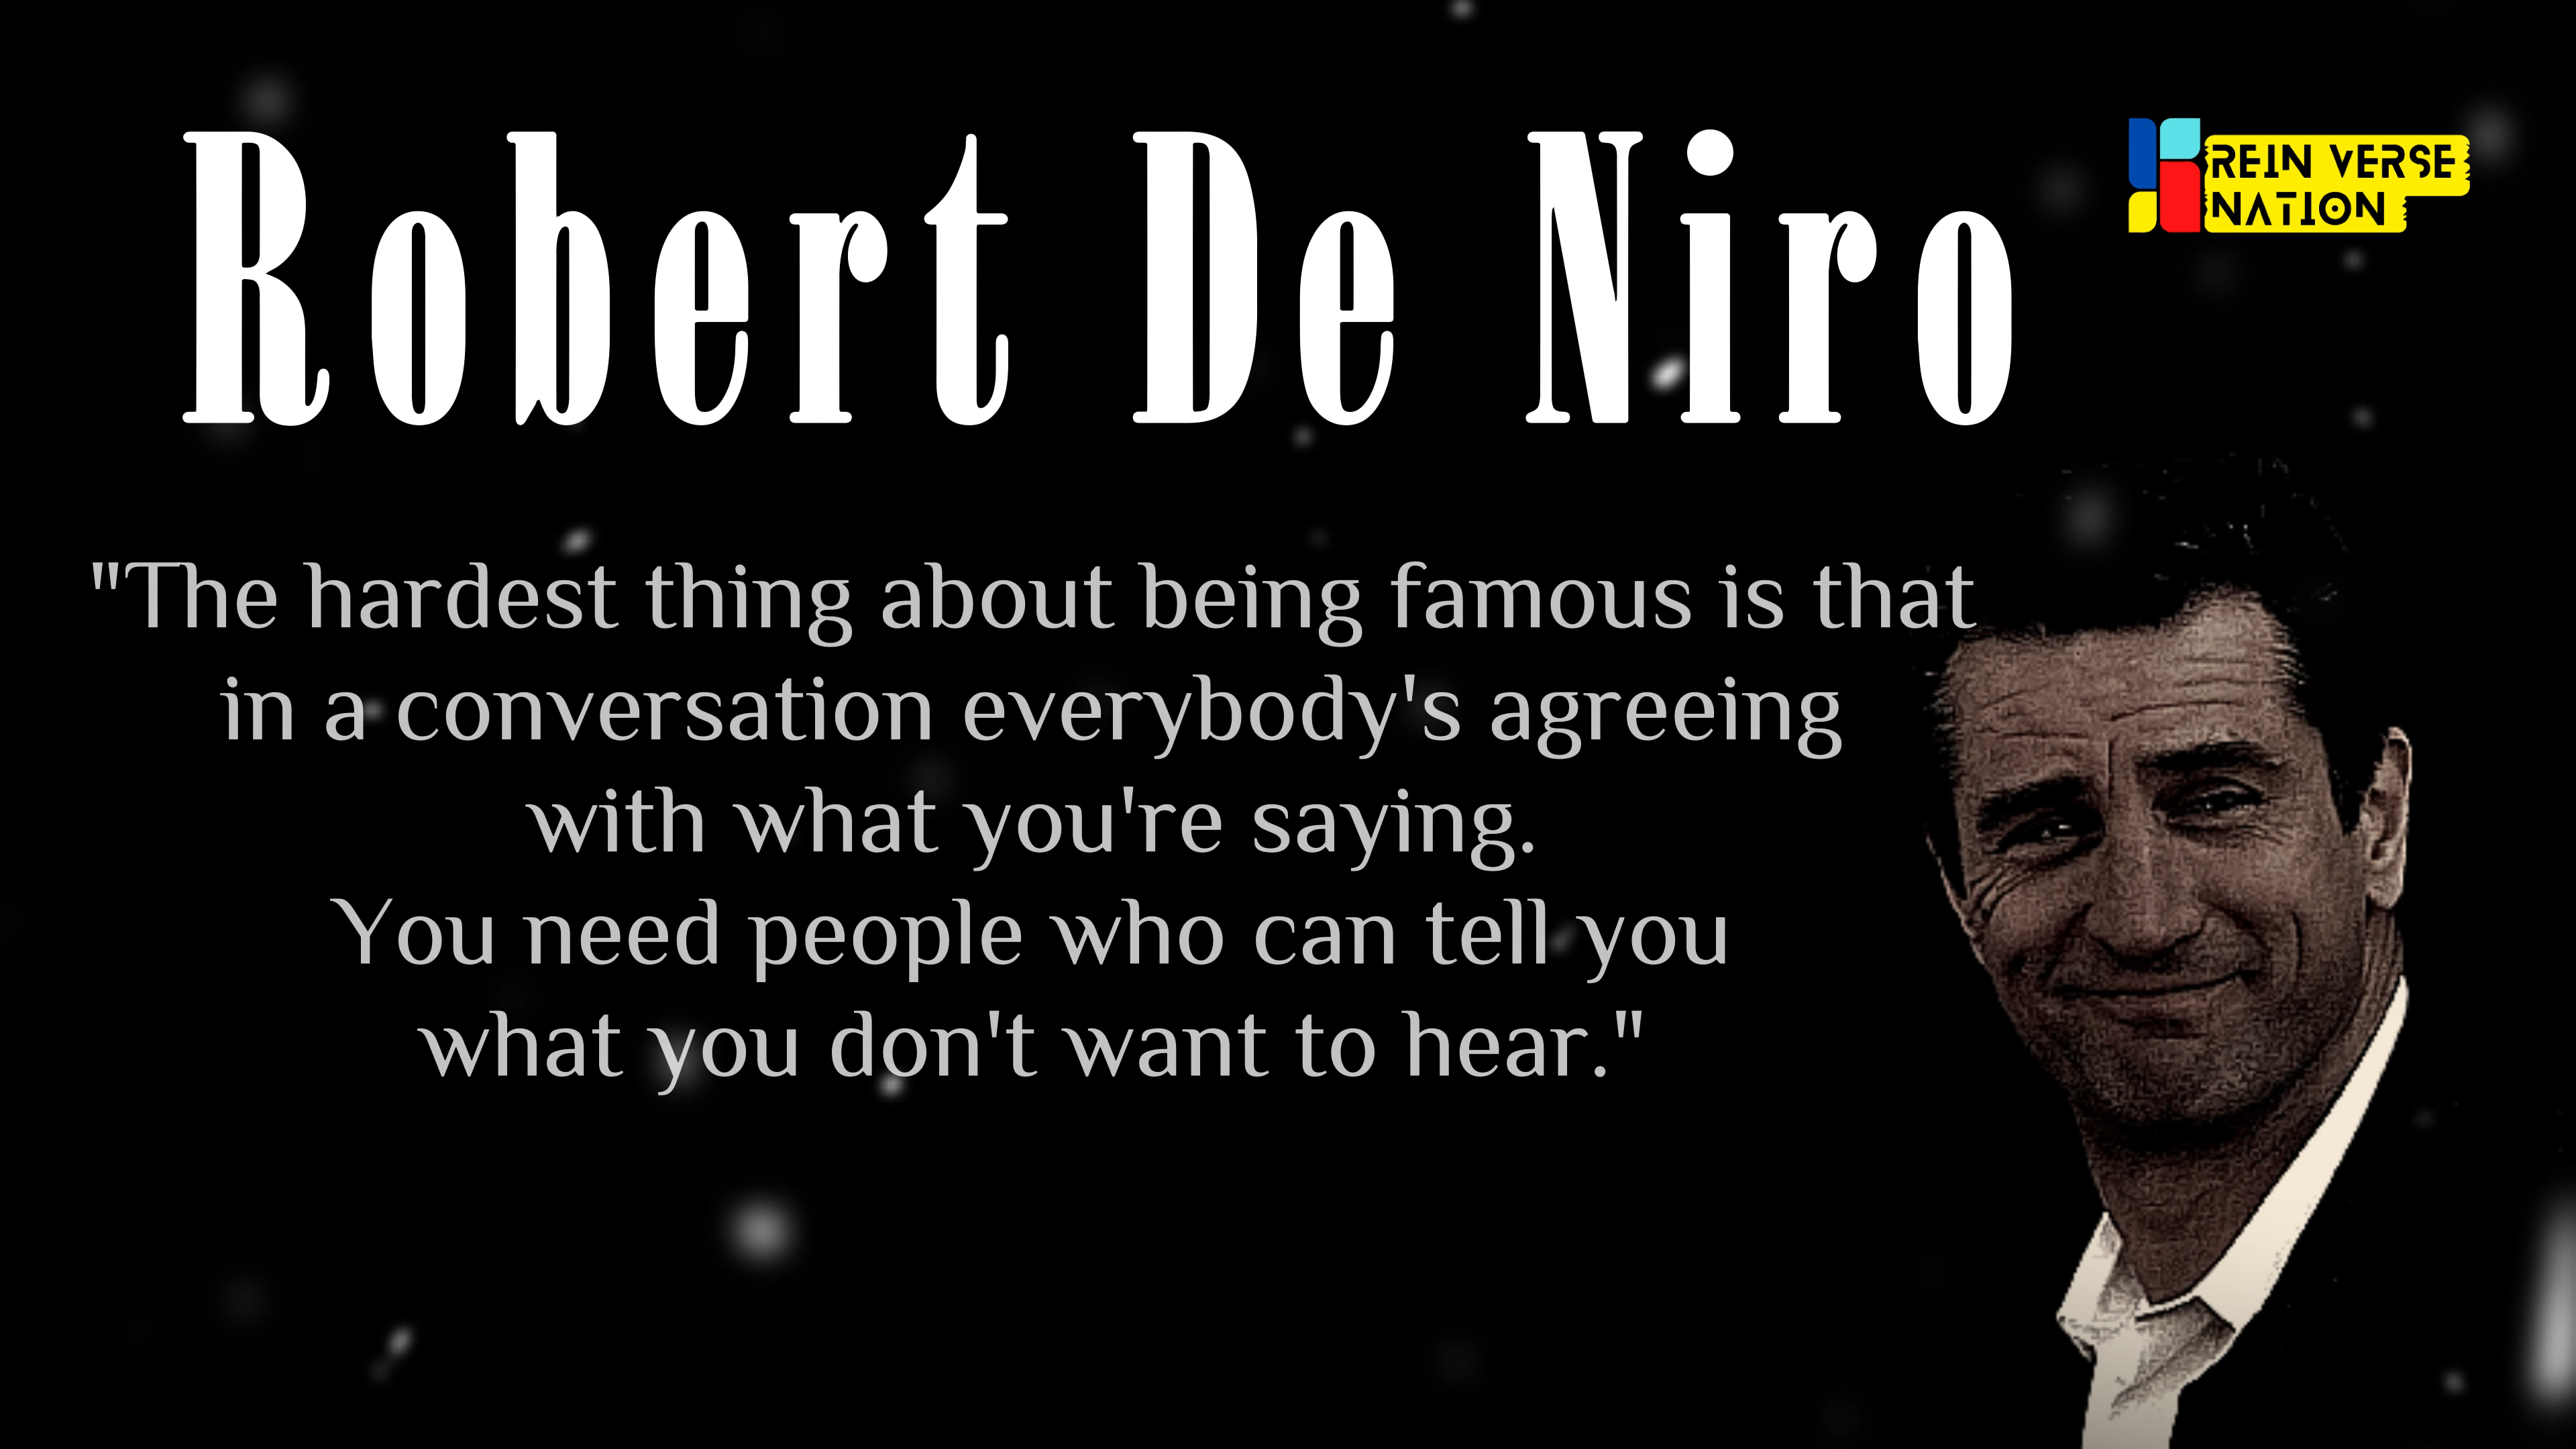 Robert De Niro
REIN VERSE
NATION
"The hardest thing about being famous is that
in a conversation everybody's agreeing
with what you're saying.
You need people who can tell you
what you don't want to hear."